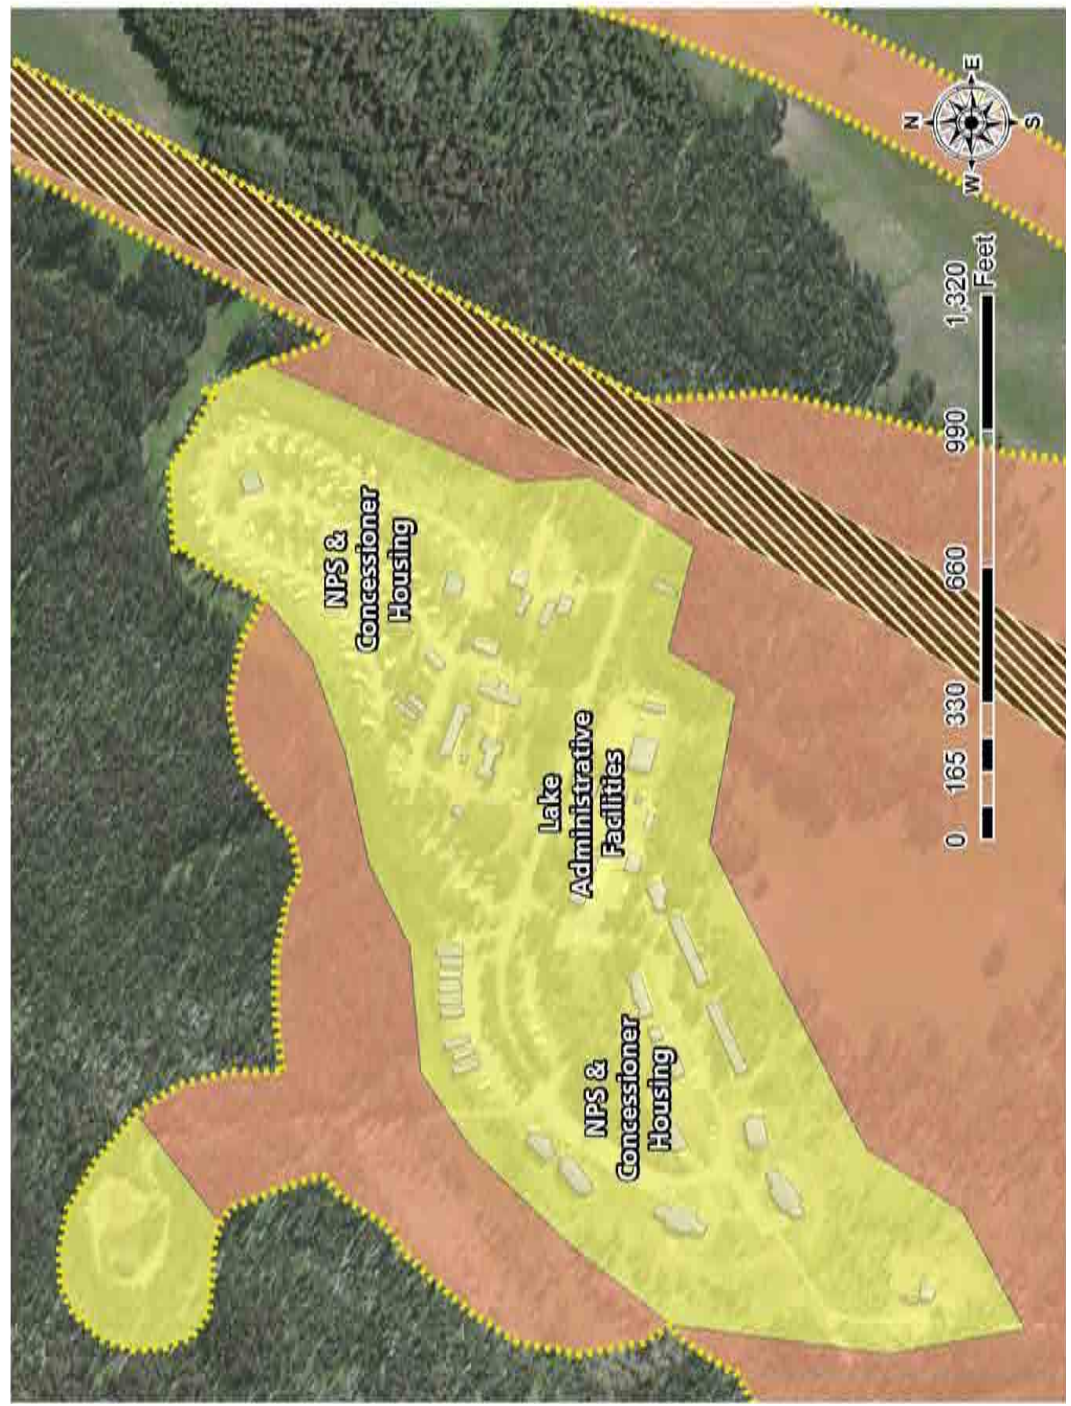 NPS &
Concessioner
Housing
Lake
Administrative
Facilities
NPS &
Concessioner
Housing
N
E
S
W
0 165 330 660 990 1,320
Feet